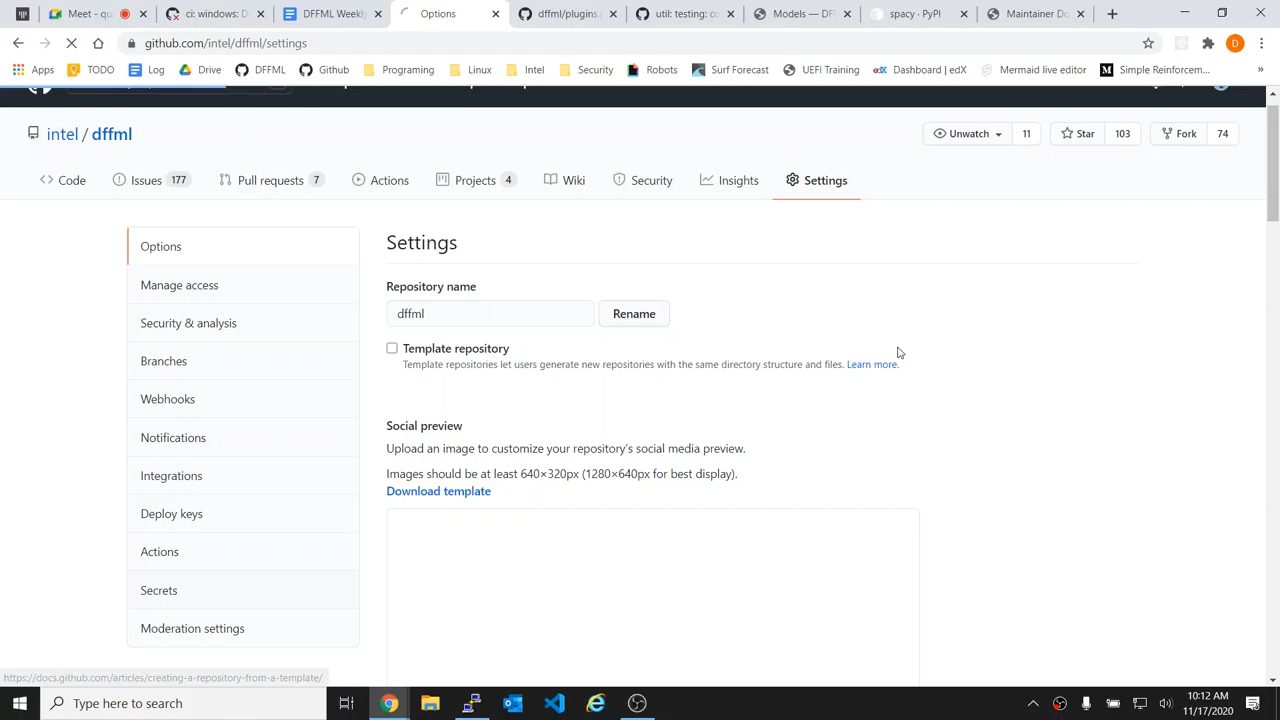 Meet - qu
ci: windows: D
DFFML Weekly
Options
dffml/plugins.
util: testing: co
Models — DFF
spacy · PyPI
Maintainer Do
github.com/intel/dffml/settings
D
Apps
TODO
Log
Drive
DFFML
Github
Programing
Linux
Intel
Security
Robots
Surf Forecast
UEFI Training
Dashboard | edX
Mermaid live editor
Simple Reinforcem...
»
intel / dffml
Unwatch
11
Star
103
Fork
74
Code
Issues 177
Pull requests 7
Actions
Projects 4
Wiki
Security
Insights
Settings
Options
Manage access
Security & analysis
Branches
Webhooks
Notifications
Integrations
Deploy keys
Actions
Secrets
Moderation settings
Settings
Repository name
dffml
Rename
Template repository
Template repositories let users generate new repositories with the same directory structure and files. Learn more.
Social preview
Upload an image to customize your repository's social media preview.
Images should be at least 640×320px (1280×640px for best display).
Download template
https://docs.github.com/articles/creating-a-repository-from-a-template/
Type here to search
10:12 AM
11/17/2020